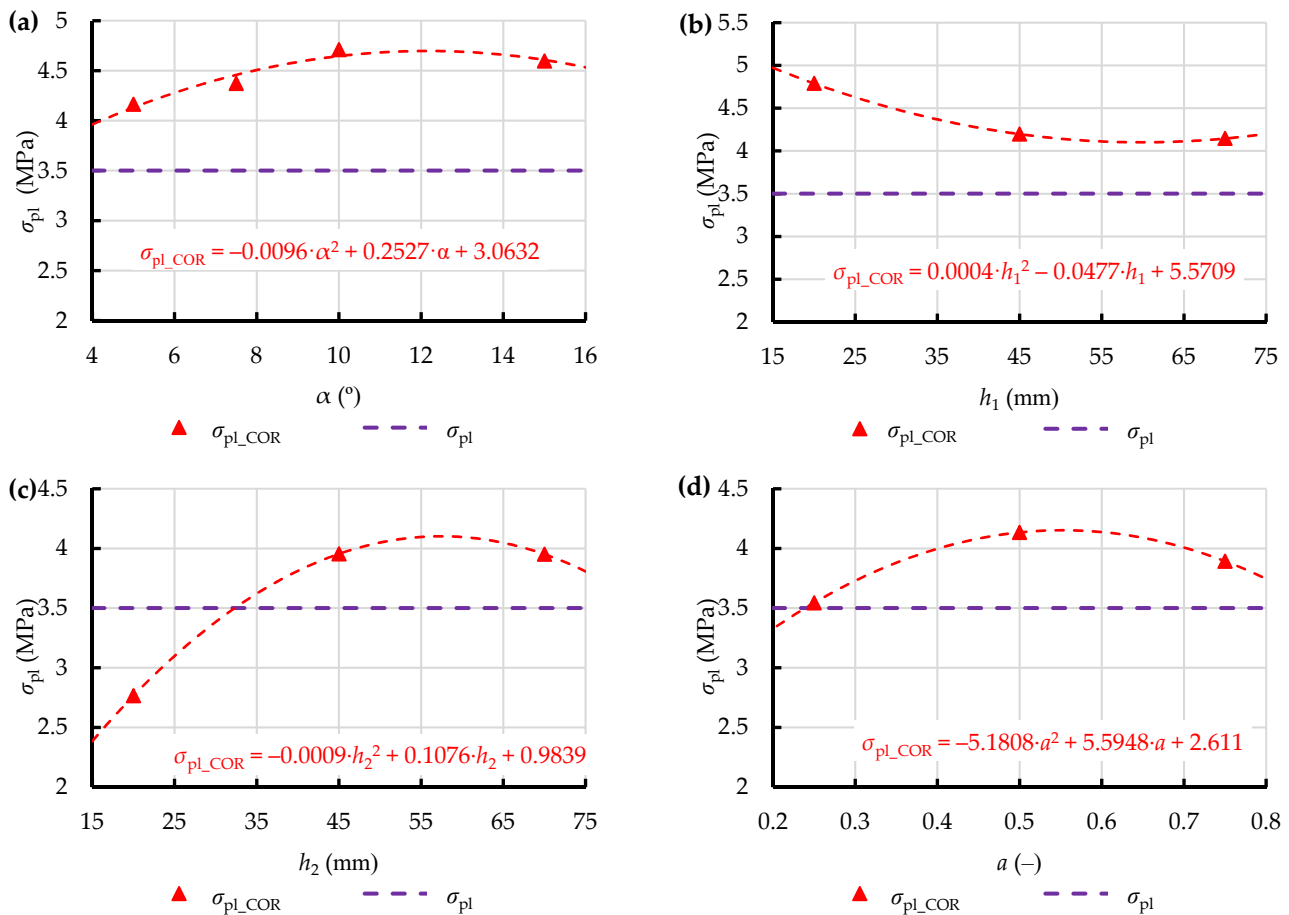 (a)
5
4.5
4
3.5
3
2.5
2
σpl (MPa)
σpl_COR = –0.0096·α² + 0.2527·α + 3.0632
4 6 8 10 12 14 16
α (º)
σpl_COR σpl
(b)
5.5
5
4.5
4
3.5
3
2.5
2
σpl (MPa)
σpl_COR = 0.0004·h1² – 0.0477·h1 + 5.5709
15 25 35 45 55 65 75
h1 (mm)
σpl_COR σpl
(c)
4.5
4
3.5
3
2.5
2
σpl (MPa)
σpl_COR = –0.0009·h2² + 0.1076·h2 + 0.9839
15 25 35 45 55 65 75
h2 (mm)
σpl_COR σpl
(d)
4.5
4
3.5
3
2.5
2
σpl (MPa)
σpl_COR = –5.1808·a² + 5.5948·a + 2.611
0.2 0.3 0.4 0.5 0.6 0.7 0.8
a (–)
σpl_COR σpl